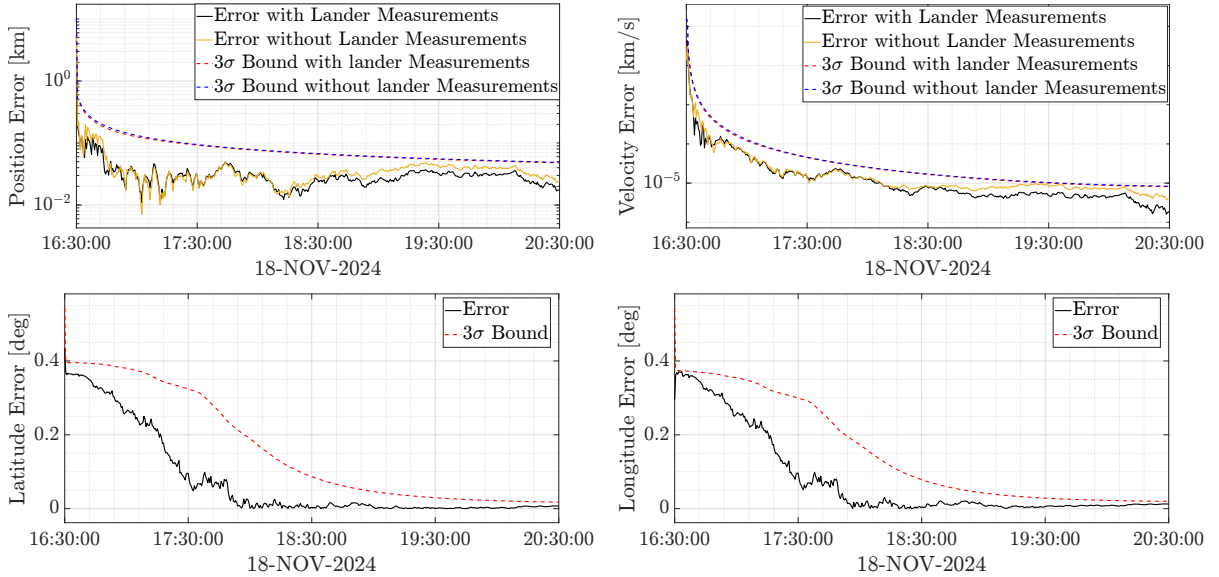 Position Error [km]
10^0
10^-2
Error with Lander Measurements
Error without Lander Measurements
3σ Bound with lander Measurements
3σ Bound without lander Measurements
16:30:00 17:30:00 18:30:00 19:30:00 20:30:00
18-NOV-2024
Velocity Error [km/s]
10^-5
Error with Lander Measurements
Error without Lander Measurements
3σ Bound with lander Measurements
3σ Bound without lander Measurements
16:30:00 17:30:00 18:30:00 19:30:00 20:30:00
18-NOV-2024
Latitude Error [deg]
0.4
0.2
0
Error
3σ Bound
16:30:00 17:30:00 18:30:00 19:30:00 20:30:00
18-NOV-2024
Longitude Error [deg]
0.4
0.2
0
Error
3σ Bound
16:30:00 17:30:00 18:30:00 19:30:00 20:30:00
18-NOV-2024